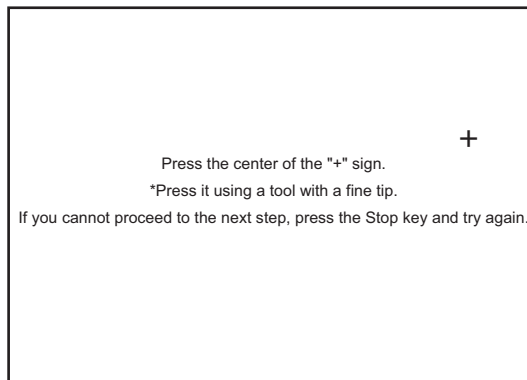 +
Press the center of the "+" sign.
*Press it using a tool with a fine tip.
If you cannot proceed to the next step, press the Stop key and try again.